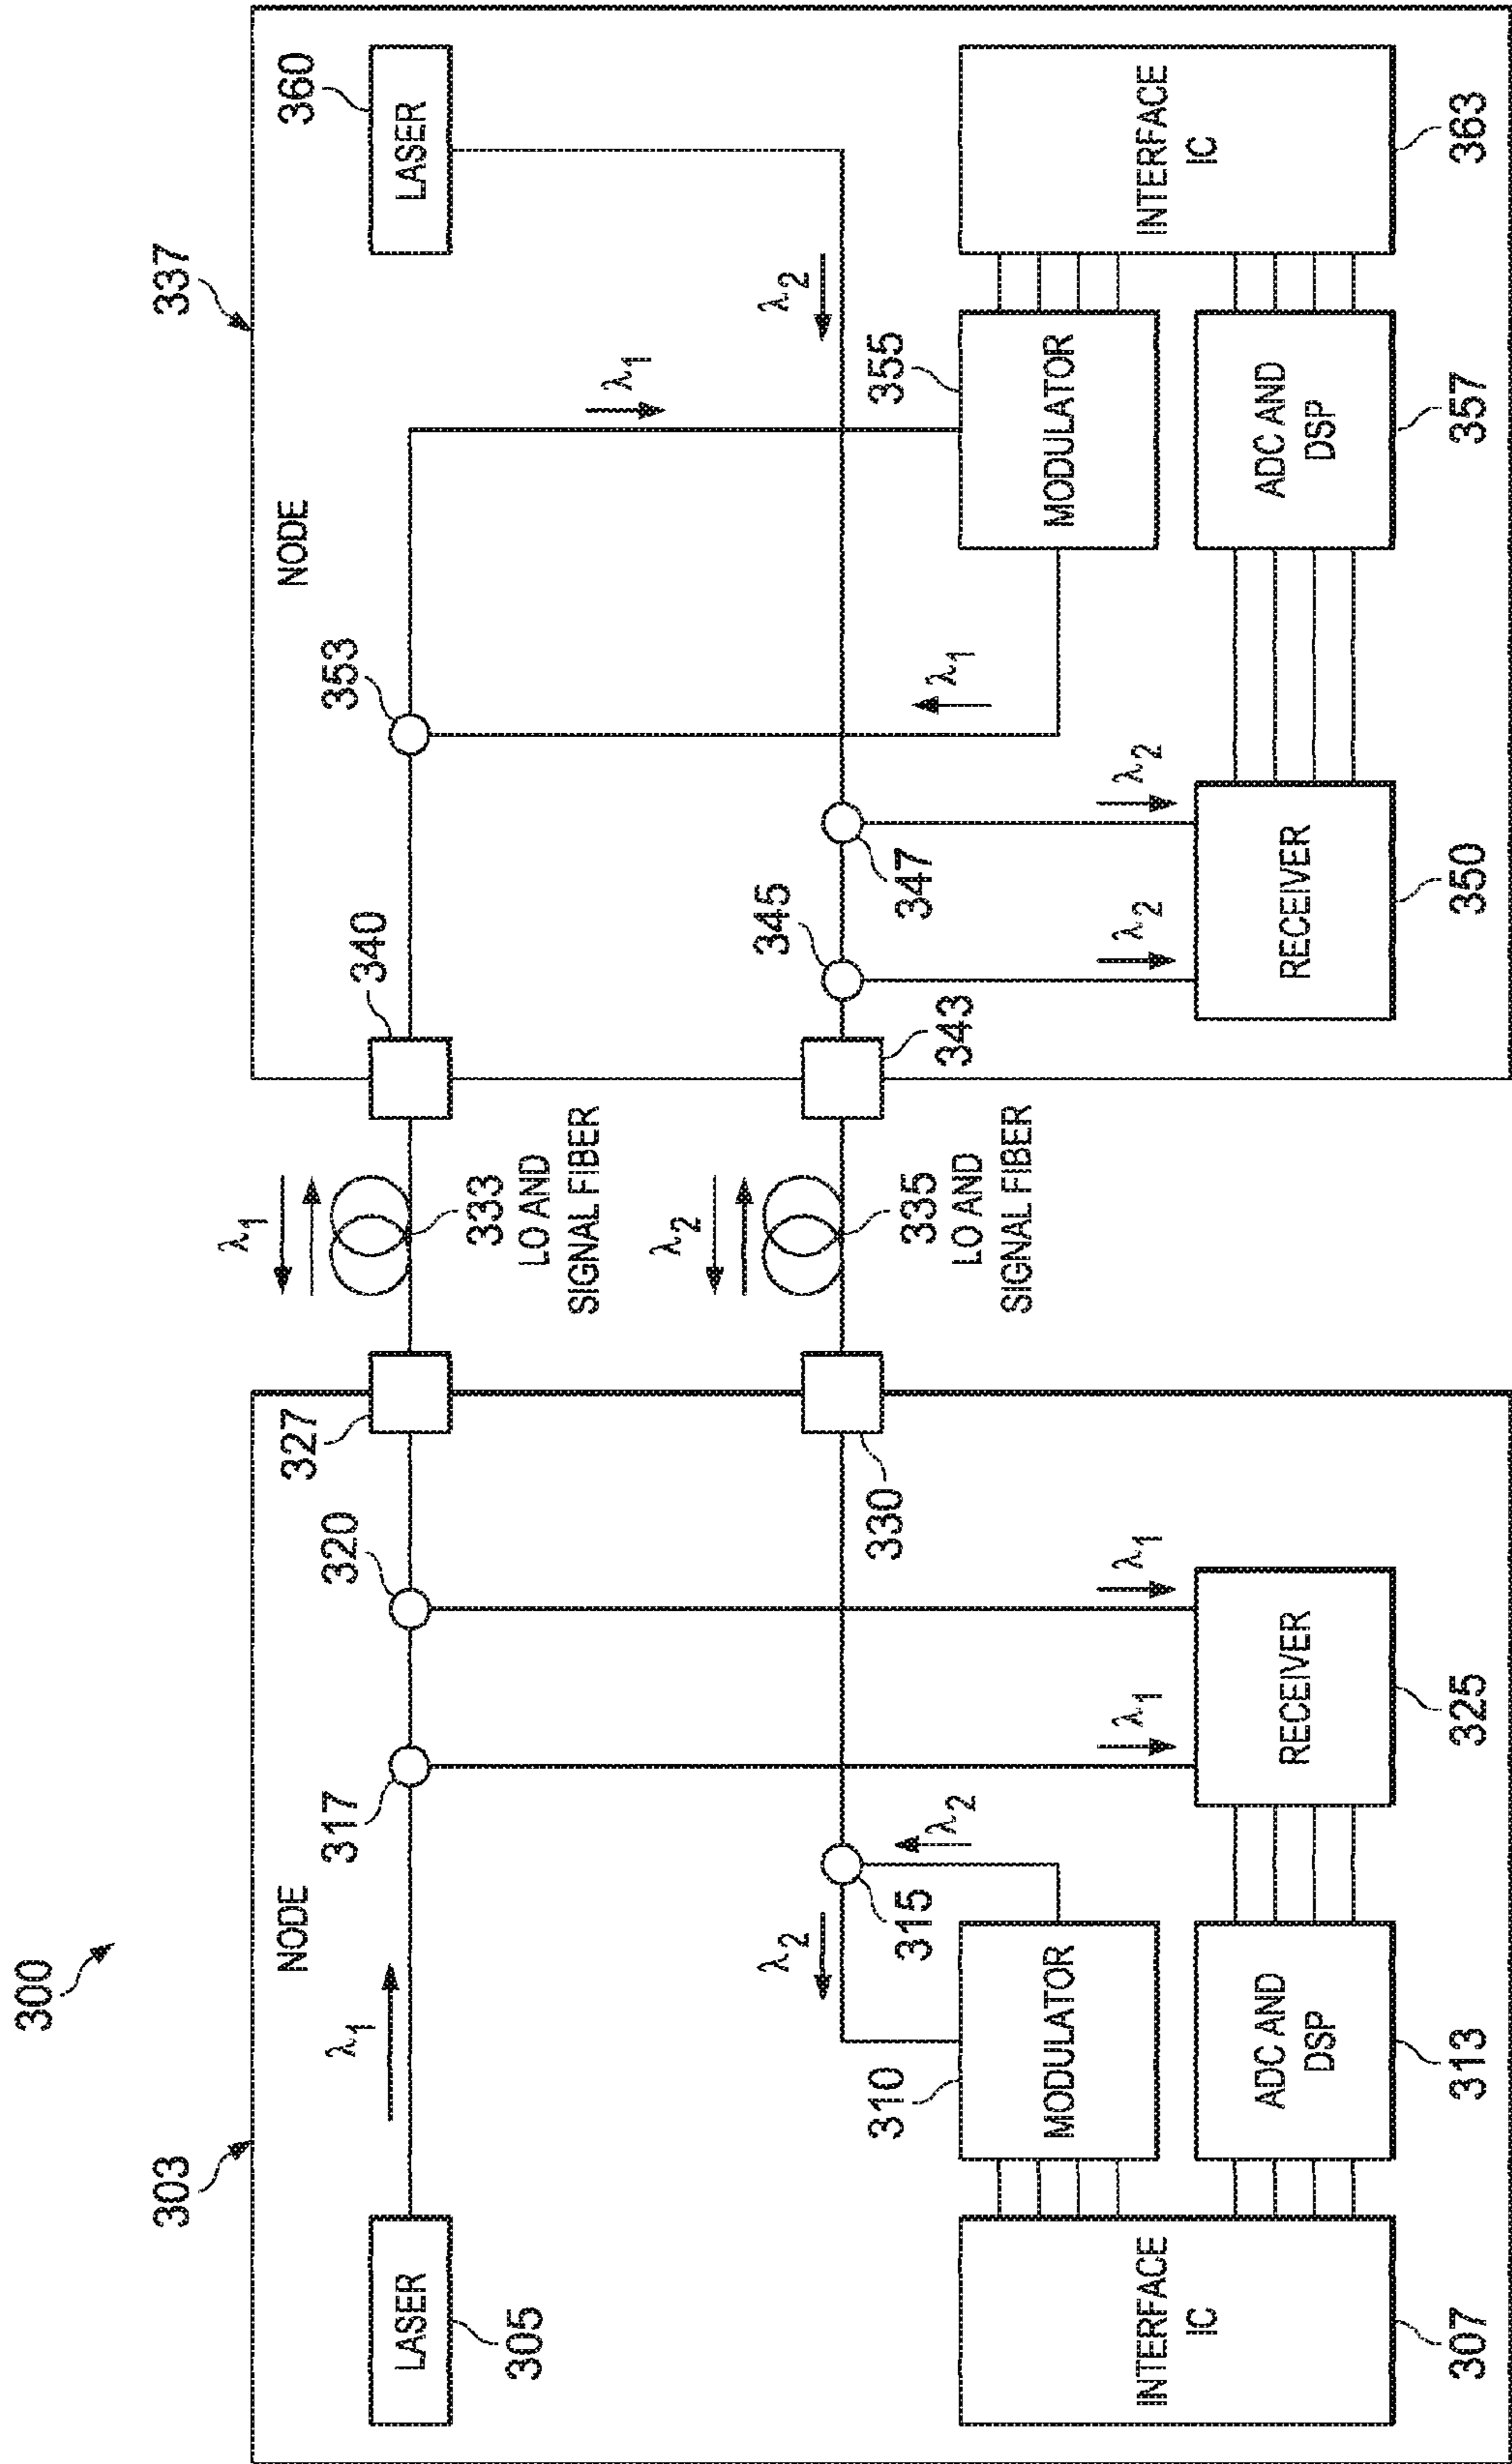 300
303
NODE
LASER
305
λ1
317
320
327
λ1
333
LO AND
SIGNAL FIBER
330
λ2
335
LO AND
SIGNAL FIBER
315
λ2
λ2
310
MODULATOR
INTERFACE
IC
307
ADC AND
DSP
313
λ1
λ1
RECEIVER
325
337
NODE
340
353
LASER
360
λ1
λ2
343
345
347
λ1
355
MODULATOR
λ2
λ2
RECEIVER
350
ADC AND
DSP
357
INTERFACE
IC
363